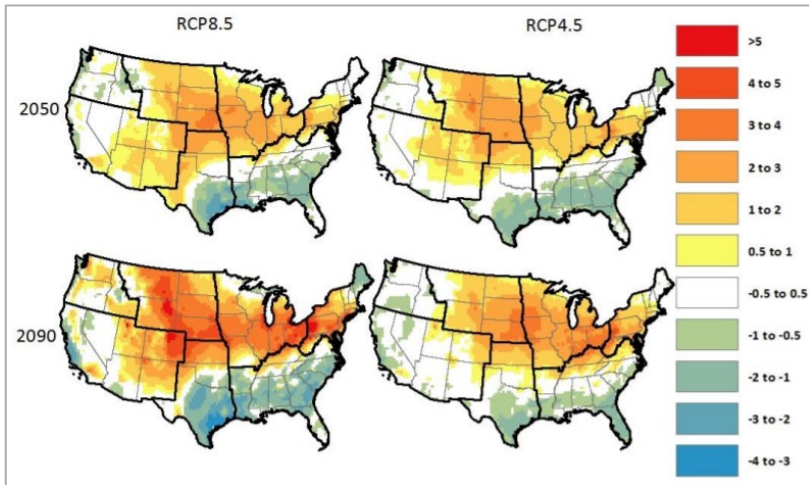 RCP8.5
RCP4.5
2050
2090
>5
4 to 5
3 to 4
2 to 3
1 to 2
0.5 to 1
-0.5 to 0.5
-1 to -0.5
-2 to -1
-3 to -2
-4 to -3